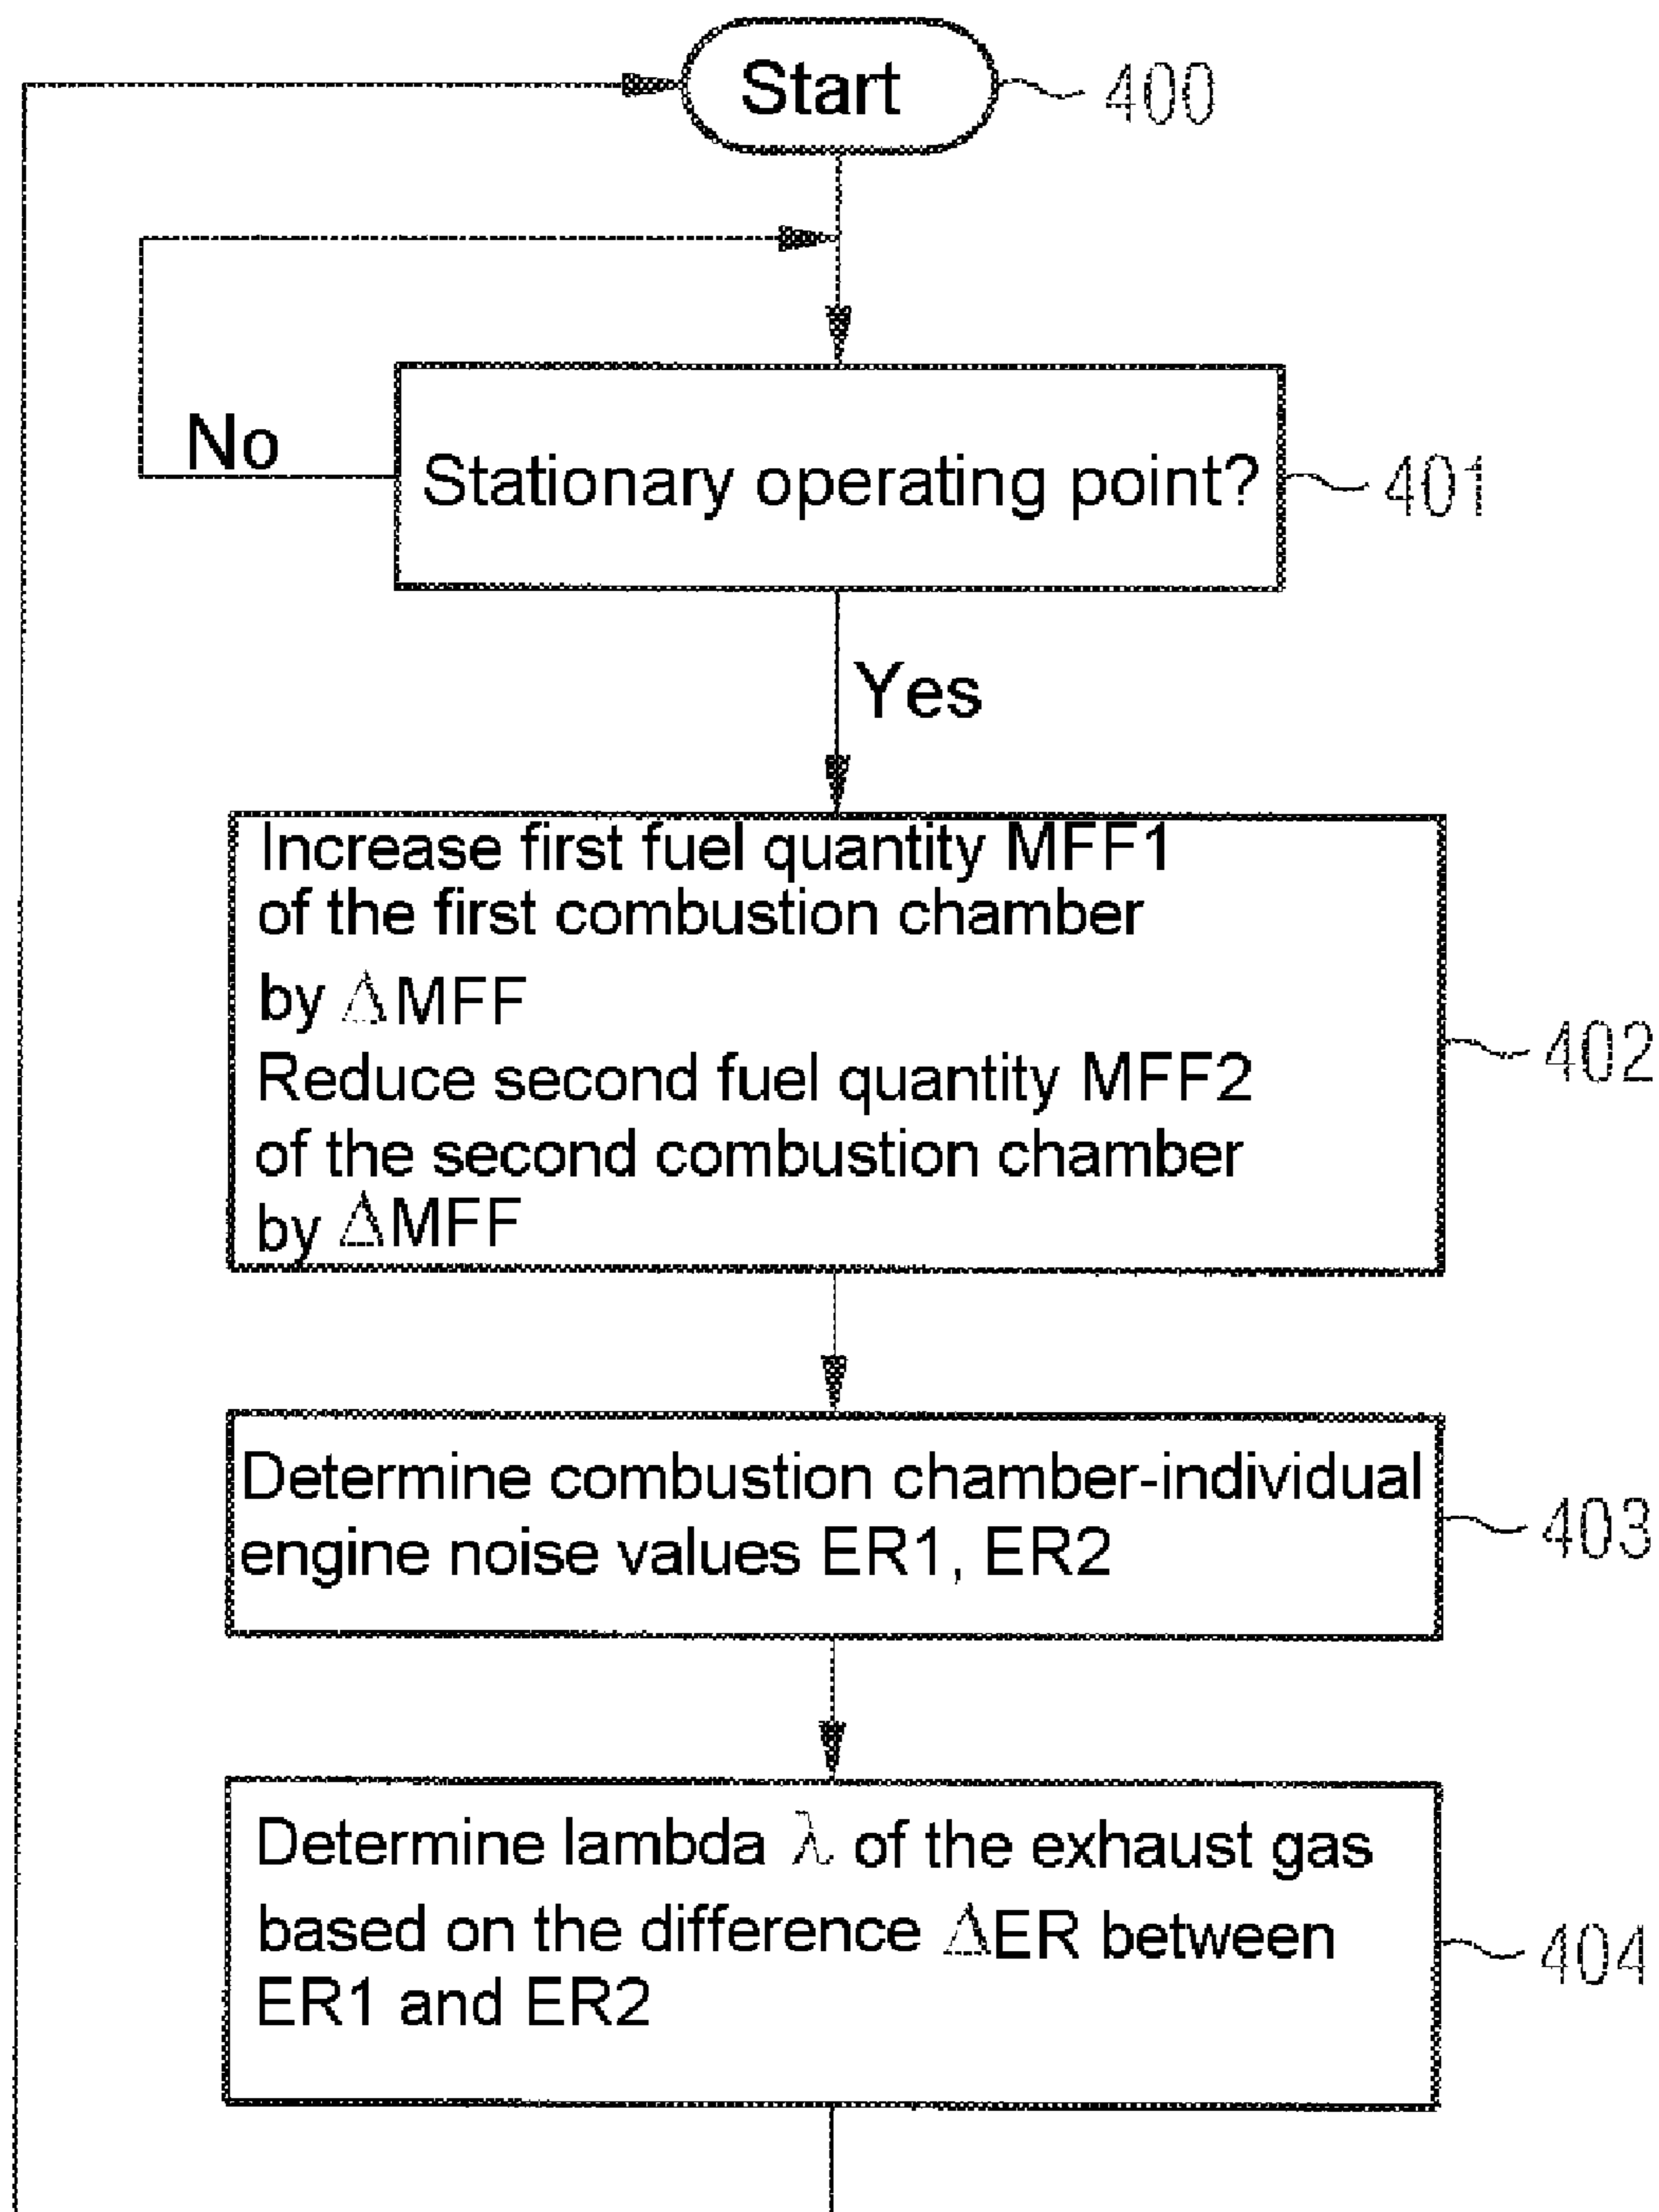 Start
400
No
Stationary operating point?
401
Yes
Increase first fuel quantity MFF1
of the first combustion chamber
by ΔMFF
Reduce second fuel quantity MFF2
of the second combustion chamber
by ΔMFF
402
Determine combustion chamber-individual
engine noise values ER1, ER2
403
Determine lambda λ of the exhaust gas
based on the difference ΔER between
ER1 and ER2
404